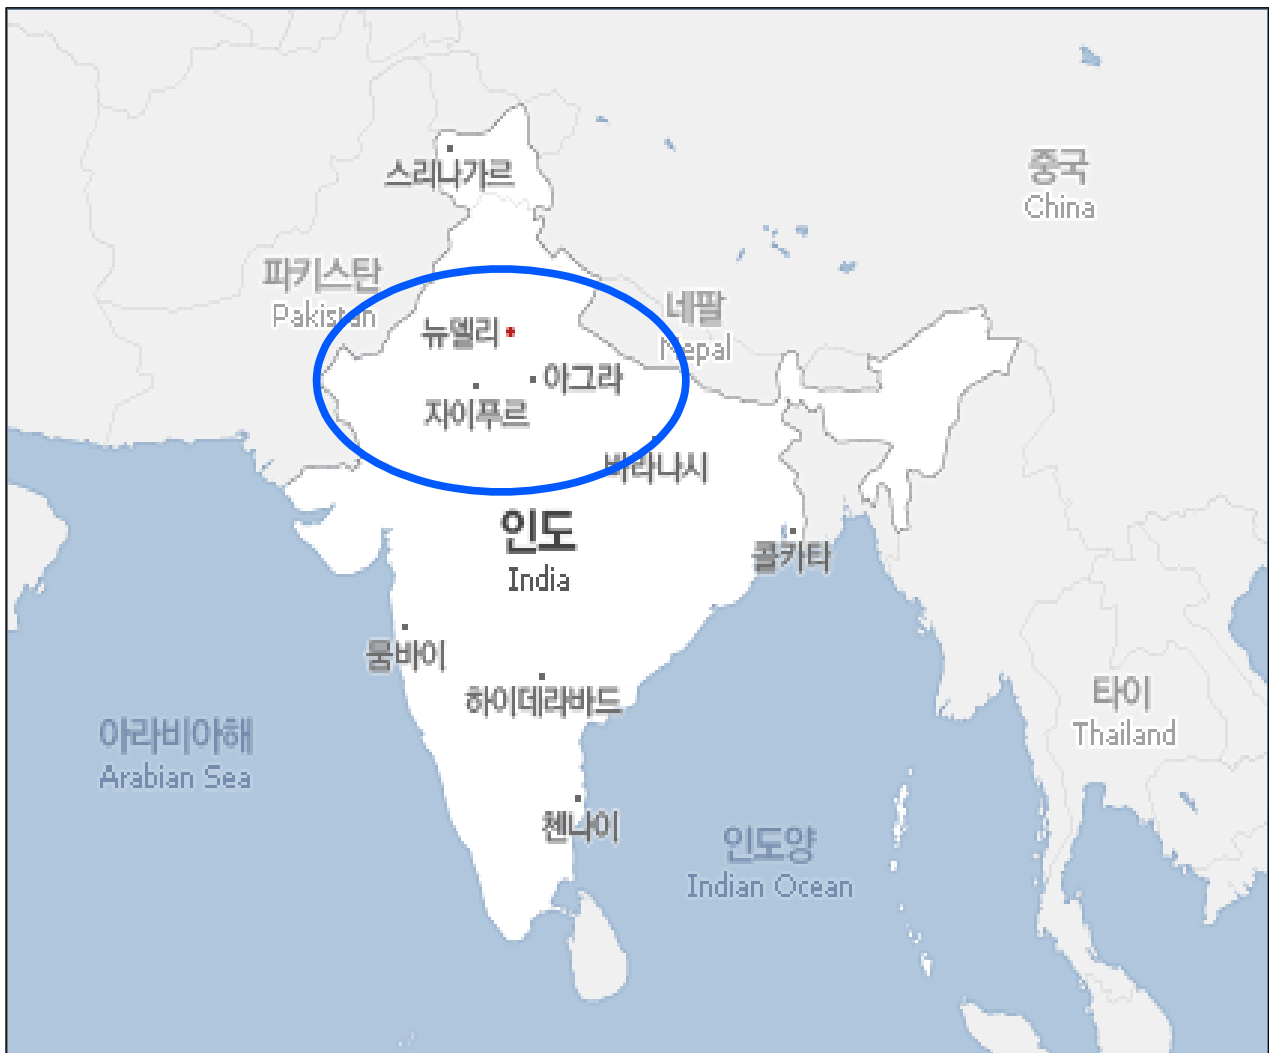 스리나가르
중국
China
파키스탄
Pakistan
네팔
Nepal
뉴델리
아그라
자이푸르
바라나시
인도
India
콜카타
뭄바이
하이데라바드
타이
Thailand
아라비아해
Arabian Sea
첸나이
인도양
Indian Ocean